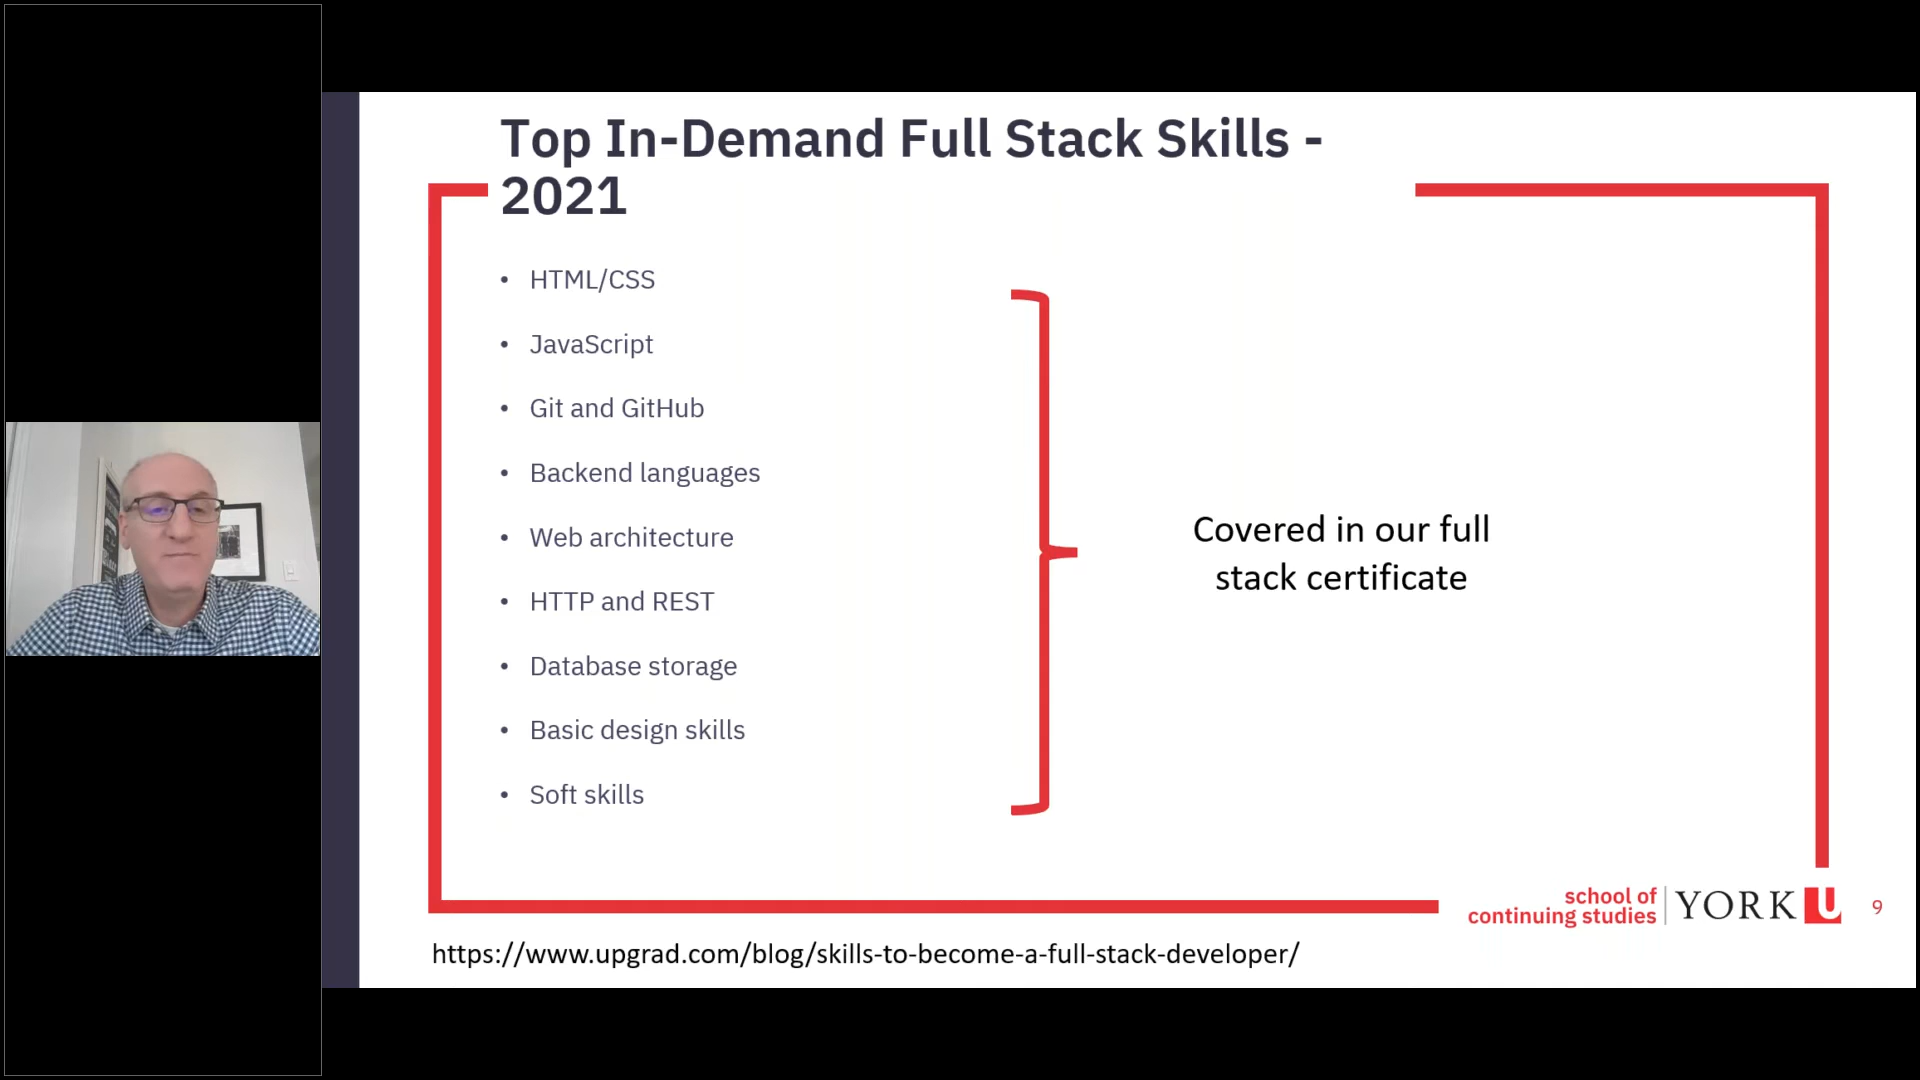 Top In-Demand Full Stack Skills -
2021
• HTML/CSS
• JavaScript
• Git and GitHub
• Backend languages
• Web architecture
• HTTP and REST
• Database storage
• Basic design skills
• Soft skills
Covered in our full
stack certificate
school of
continuing studies
YORK U
9
https://www.upgrad.com/blog/skills-to-become-a-full-stack-developer/